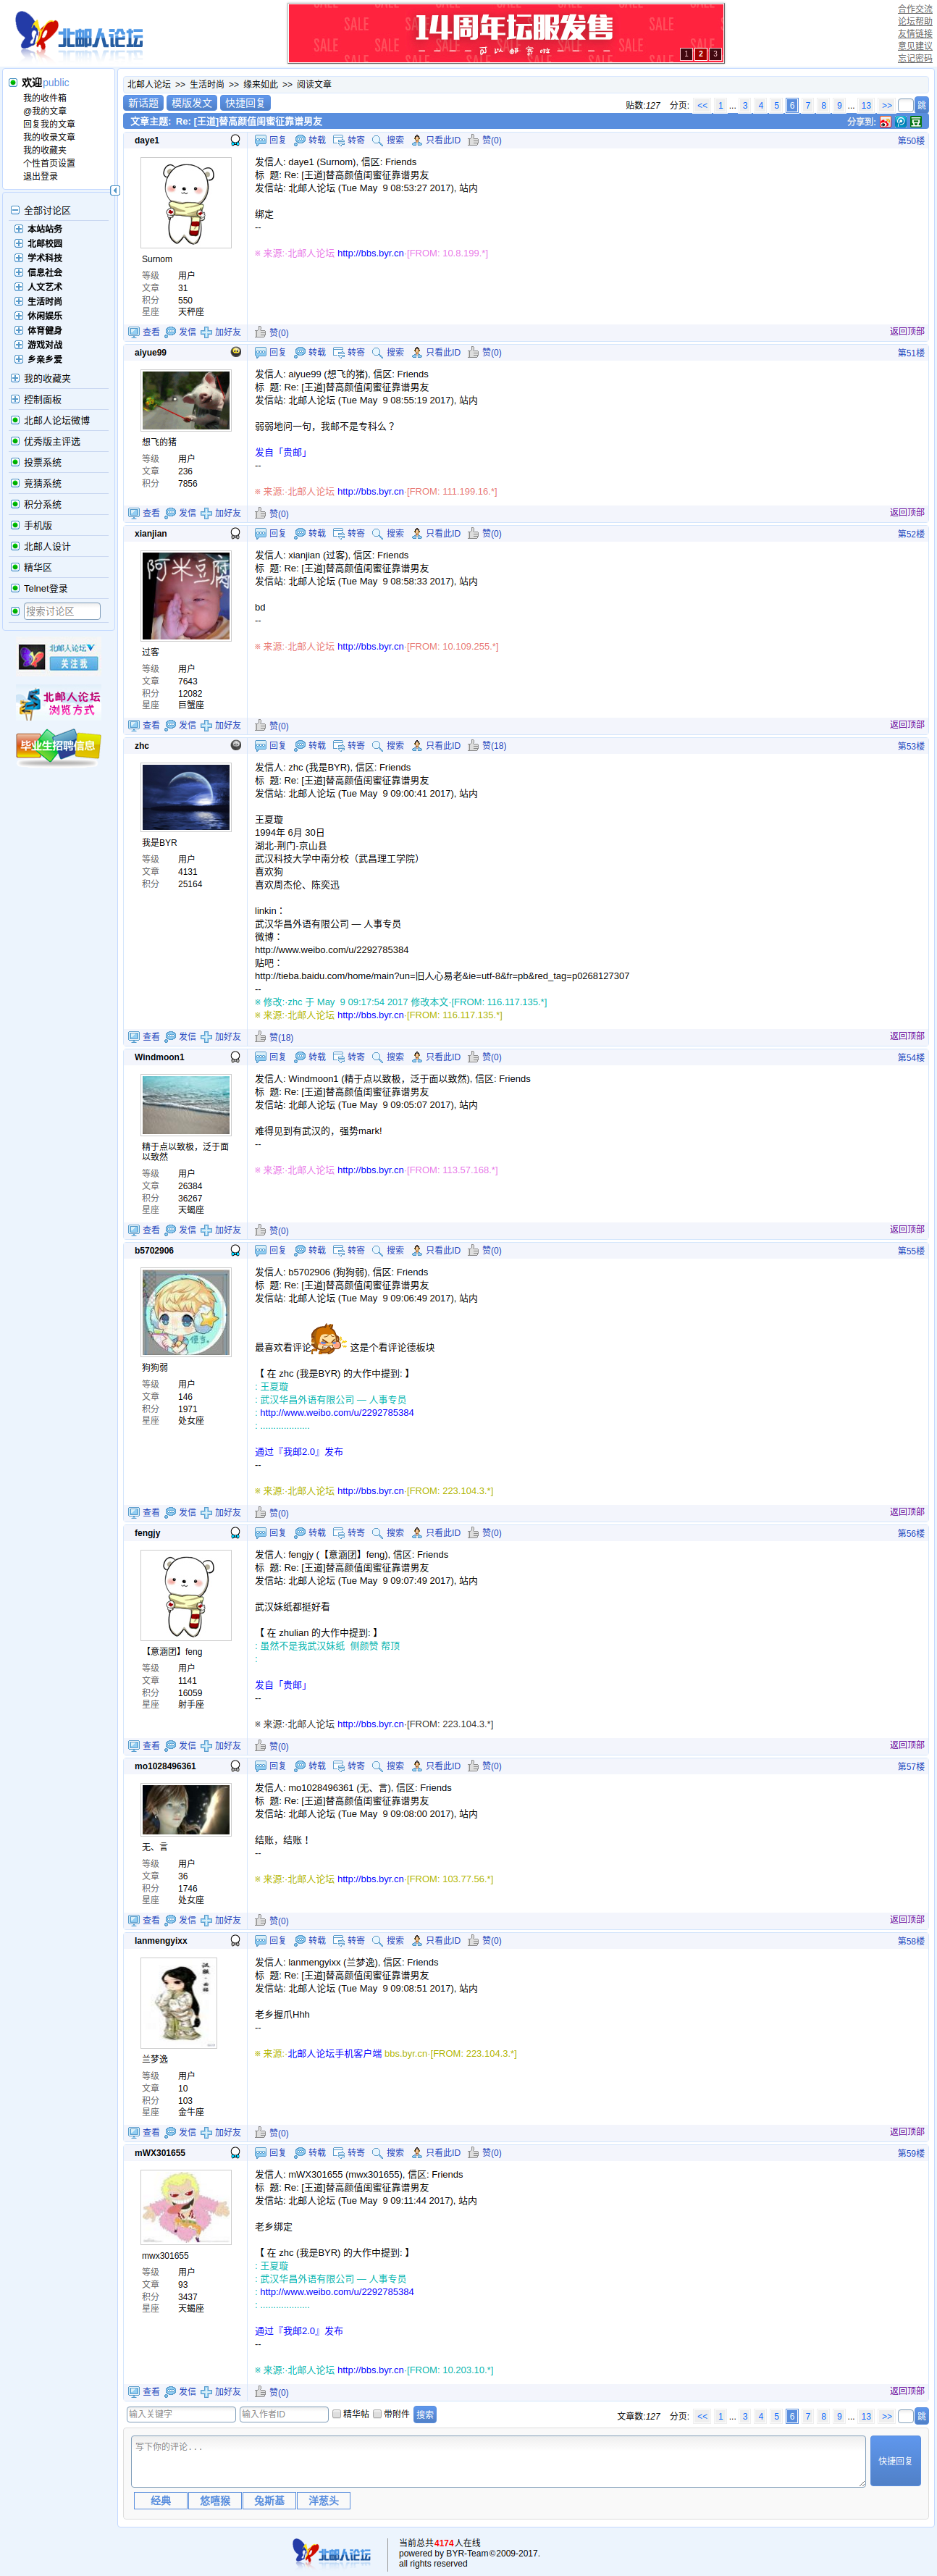 北邮人论坛
SALE
14周年坛服发售
可以邮寄啦
1 2 3
合作交流
论坛帮助
友情链接
意见建议
忘记密码
欢迎public
我的收件箱
@我的文章
回复我的文章
我的收录文章
我的收藏夹
个性首页设置
退出登录
全部讨论区
本站站务
北邮校园
学术科技
信息社会
人文艺术
生活时尚
休闲娱乐
体育健身
游戏对战
乡亲乡爱
我的收藏夹
控制面板
北邮人论坛微博
优秀版主评选
投票系统
竞猜系统
积分系统
手机版
北邮人设计
精华区
Telnet登录
搜索讨论区
北邮人论坛
关注我
北邮人论坛
浏览方式
毕业生招聘信息
北邮人论坛 >> 生活时尚 >> 缘来如此 >> 阅读文章
新话题 模版发文 快捷回复
贴数:127 分页: << 1 ... 3 4 5 6 7 8 9 ... 13 >> 跳
文章主题: Re: [王道]替高颜值闺蜜征靠谱男友 分享到:
daye1 回复 转载 转寄 搜索 只看此ID 赞(0) 第50楼
发信人: daye1 (Surnom), 信区: Friends
标 题: Re: [王道]替高颜值闺蜜征靠谱男友
发信站: 北邮人论坛 (Tue May 9 08:53:27 2017), 站内
绑定
--
※ 来源:·北邮人论坛 http://bbs.byr.cn·[FROM: 10.8.199.*]
Surnom
等级 用户
文章 31
积分 550
星座 天秤座
查看 发信 加好友 赞(0) 返回顶部
aiyue99 回复 转载 转寄 搜索 只看此ID 赞(0) 第51楼
发信人: aiyue99 (想飞的猪), 信区: Friends
标 题: Re: [王道]替高颜值闺蜜征靠谱男友
发信站: 北邮人论坛 (Tue May 9 08:55:19 2017), 站内
弱弱地问一句，我邮不是专科么？
发自「贵邮」
--
※ 来源:·北邮人论坛 http://bbs.byr.cn·[FROM: 111.199.16.*]
想飞的猪
等级 用户
文章 236
积分 7856
查看 发信 加好友 赞(0) 返回顶部
xianjian 回复 转载 转寄 搜索 只看此ID 赞(0) 第52楼
阿米豆腐
发信人: xianjian (过客), 信区: Friends
标 题: Re: [王道]替高颜值闺蜜征靠谱男友
发信站: 北邮人论坛 (Tue May 9 08:58:33 2017), 站内
bd
--
※ 来源:·北邮人论坛 http://bbs.byr.cn·[FROM: 10.109.255.*]
过客
等级 用户
文章 7643
积分 12082
星座 巨蟹座
查看 发信 加好友 赞(0) 返回顶部
zhc 回复 转载 转寄 搜索 只看此ID 赞(18) 第53楼
发信人: zhc (我是BYR), 信区: Friends
标 题: Re: [王道]替高颜值闺蜜征靠谱男友
发信站: 北邮人论坛 (Tue May 9 09:00:41 2017), 站内
王夏璇
1994年 6月 30日
湖北-荆门-京山县
武汉科技大学中南分校（武昌理工学院）
喜欢狗
喜欢周杰伦、陈奕迅
linkin：
武汉华昌外语有限公司 — 人事专员
微博：
http://www.weibo.com/u/2292785384
贴吧：
http://tieba.baidu.com/home/main?un=旧人心易老&ie=utf-8&fr=pb&red_tag=p0268127307
--
※ 修改:·zhc 于 May 9 09:17:54 2017 修改本文·[FROM: 116.117.135.*]
※ 来源:·北邮人论坛 http://bbs.byr.cn·[FROM: 116.117.135.*]
我是BYR
等级 用户
文章 4131
积分 25164
查看 发信 加好友 赞(18) 返回顶部
Windmoon1 回复 转载 转寄 搜索 只看此ID 赞(0) 第54楼
发信人: Windmoon1 (精于点以致极，泛于面以致然), 信区: Friends
标 题: Re: [王道]替高颜值闺蜜征靠谱男友
发信站: 北邮人论坛 (Tue May 9 09:05:07 2017), 站内
难得见到有武汉的，强势mark!
--
※ 来源:·北邮人论坛 http://bbs.byr.cn·[FROM: 113.57.168.*]
精于点以致极，泛于面以致然
等级 用户
文章 26384
积分 36267
星座 天蝎座
查看 发信 加好友 赞(0) 返回顶部
b5702906 回复 转载 转寄 搜索 只看此ID 赞(0) 第55楼
发信人: b5702906 (狗狗弱), 信区: Friends
标 题: Re: [王道]替高颜值闺蜜征靠谱男友
发信站: 北邮人论坛 (Tue May 9 09:06:49 2017), 站内
最喜欢看评论 这是个看评论德板块
【 在 zhc (我是BYR) 的大作中提到: 】
: 王夏璇
: 武汉华昌外语有限公司 — 人事专员
: http://www.weibo.com/u/2292785384
: ...................
通过『我邮2.0』发布
--
※ 来源:·北邮人论坛 http://bbs.byr.cn·[FROM: 223.104.3.*]
狗狗弱
等级 用户
文章 146
积分 1971
星座 处女座
查看 发信 加好友 赞(0) 返回顶部
fengjy 回复 转载 转寄 搜索 只看此ID 赞(0) 第56楼
发信人: fengjy (【意涵团】feng), 信区: Friends
标 题: Re: [王道]替高颜值闺蜜征靠谱男友
发信站: 北邮人论坛 (Tue May 9 09:07:49 2017), 站内
武汉妹纸都挺好看
【 在 zhulian 的大作中提到: 】
: 虽然不是我武汉妹纸 侧颜赞 帮顶
:
发自「贵邮」
--
※ 来源:·北邮人论坛 http://bbs.byr.cn·[FROM: 223.104.3.*]
【意涵团】feng
等级 用户
文章 1141
积分 16059
星座 射手座
查看 发信 加好友 赞(0) 返回顶部
mo1028496361 回复 转载 转寄 搜索 只看此ID 赞(0) 第57楼
发信人: mo1028496361 (无、言), 信区: Friends
标 题: Re: [王道]替高颜值闺蜜征靠谱男友
发信站: 北邮人论坛 (Tue May 9 09:08:00 2017), 站内
结账，结账！
--
※ 来源:·北邮人论坛 http://bbs.byr.cn·[FROM: 103.77.56.*]
无、言
等级 用户
文章 36
积分 1746
星座 处女座
查看 发信 加好友 赞(0) 返回顶部
lanmengyixx 回复 转载 转寄 搜索 只看此ID 赞(0) 第58楼
发信人: lanmengyixx (兰梦逸), 信区: Friends
标 题: Re: [王道]替高颜值闺蜜征靠谱男友
发信站: 北邮人论坛 (Tue May 9 09:08:51 2017), 站内
老乡握爪Hhh
--
※ 来源:·北邮人论坛手机客户端 bbs.byr.cn·[FROM: 223.104.3.*]
兰梦逸
等级 用户
文章 10
积分 103
星座 金牛座
查看 发信 加好友 赞(0) 返回顶部
mWX301655 回复 转载 转寄 搜索 只看此ID 赞(0) 第59楼
发信人: mWX301655 (mwx301655), 信区: Friends
标 题: Re: [王道]替高颜值闺蜜征靠谱男友
发信站: 北邮人论坛 (Tue May 9 09:11:44 2017), 站内
老乡绑定
【 在 zhc (我是BYR) 的大作中提到: 】
: 王夏璇
: 武汉华昌外语有限公司 — 人事专员
: http://www.weibo.com/u/2292785384
: ...................
通过『我邮2.0』发布
--
※ 来源:·北邮人论坛 http://bbs.byr.cn·[FROM: 10.203.10.*]
mwx301655
等级 用户
文章 93
积分 3437
星座 天蝎座
查看 发信 加好友 赞(0) 返回顶部
输入关键字 输入作者ID 精华帖 带附件 搜索
文章数:127 分页: << 1 ... 3 4 5 6 7 8 9 ... 13 >> 跳
写下你的评论...
快捷回复
经典 悠嘻猴 兔斯基 洋葱头
北邮人论坛
当前总共4174人在线
powered by BYR-Team©2009-2017.
all rights reserved